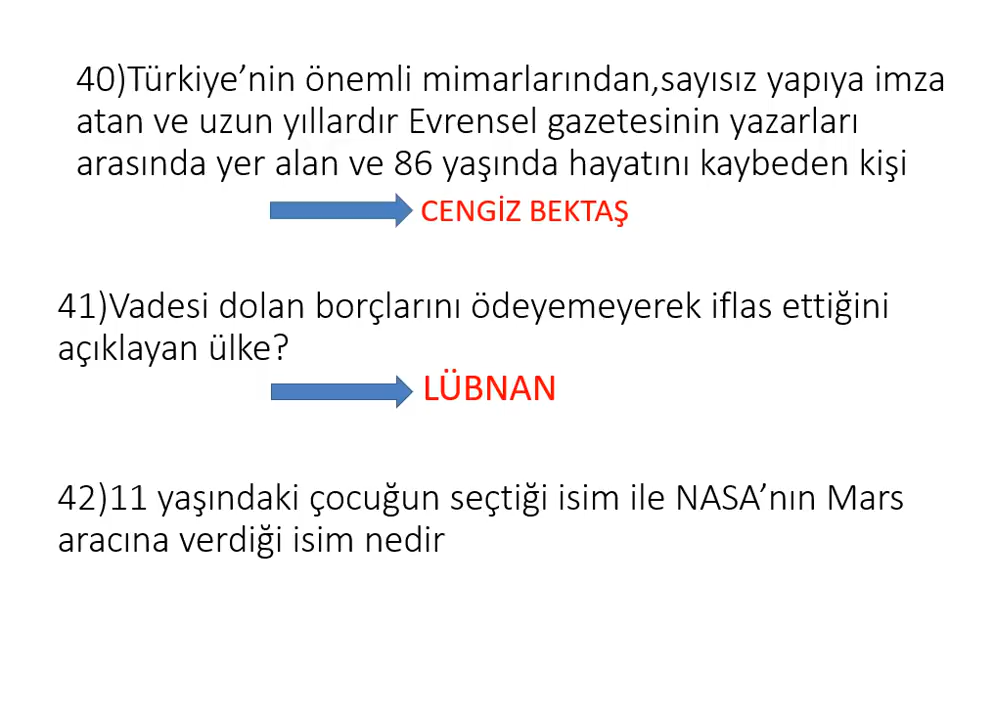 40)Türkiye’nin önemli mimarlarından,sayısız yapıya imza
atan ve uzun yıllardır Evrensel gazetesinin yazarları
arasında yer alan ve 86 yaşında hayatını kaybeden kişi
CENGİZ BEKTAŞ
41)Vadesi dolan borçlarını ödeyemeyerek iflas ettiğini
açıklayan ülke?
LÜBNAN
42)11 yaşındaki çocuğun seçtiği isim ile NASA’nın Mars
aracına verdiği isim nedir